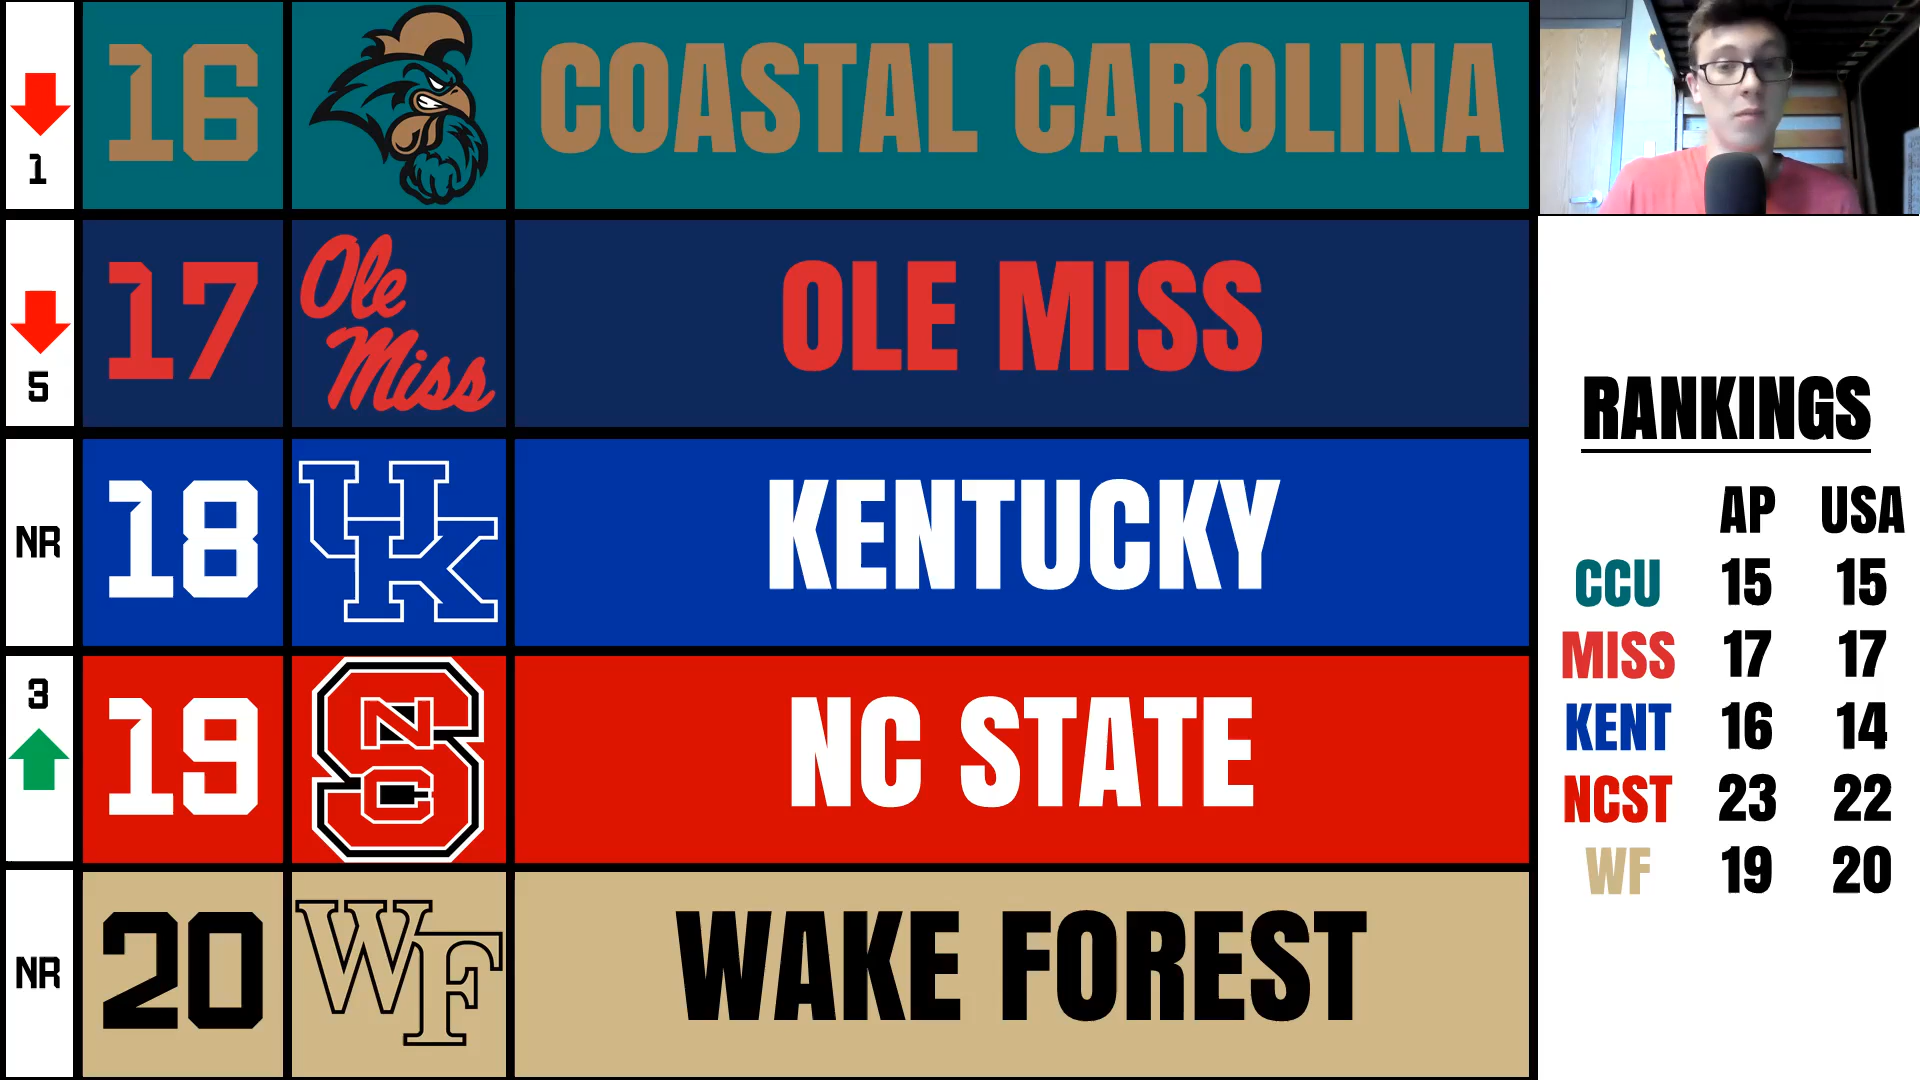 1
16
COASTAL CAROLINA
5
17
Ole
Miss
OLE MISS
NR
18
UK
KENTUCKY
3
19
NC
S
NC STATE
NR
20
WF
WAKE FOREST
RANKINGS
AP USA
CCU 15 15
MISS 17 17
KENT 16 14
NCST 23 22
WF 19 20